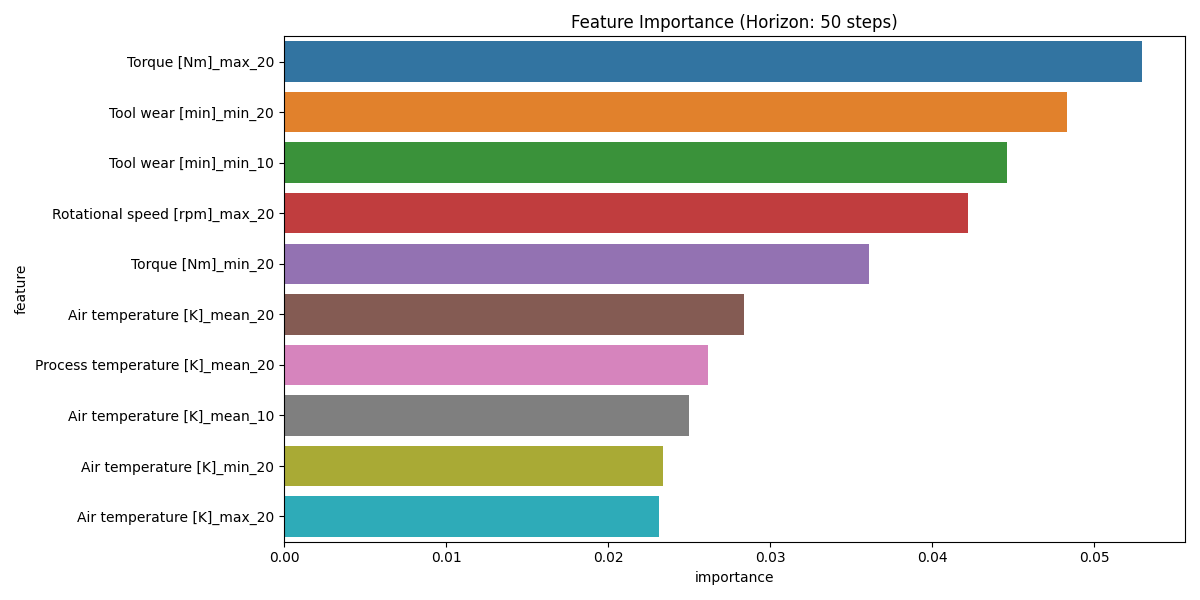 Feature Importance (Horizon: 50 steps)
Torque [Nm]_max_20
Tool wear [min]_min_20
Tool wear [min]_min_10
Rotational speed [rpm]_max_20
Torque [Nm]_min_20
Air temperature [K]_mean_20
Process temperature [K]_mean_20
Air temperature [K]_mean_10
Air temperature [K]_min_20
Air temperature [K]_max_20
feature
0.00 0.01 0.02 0.03 0.04 0.05
importance